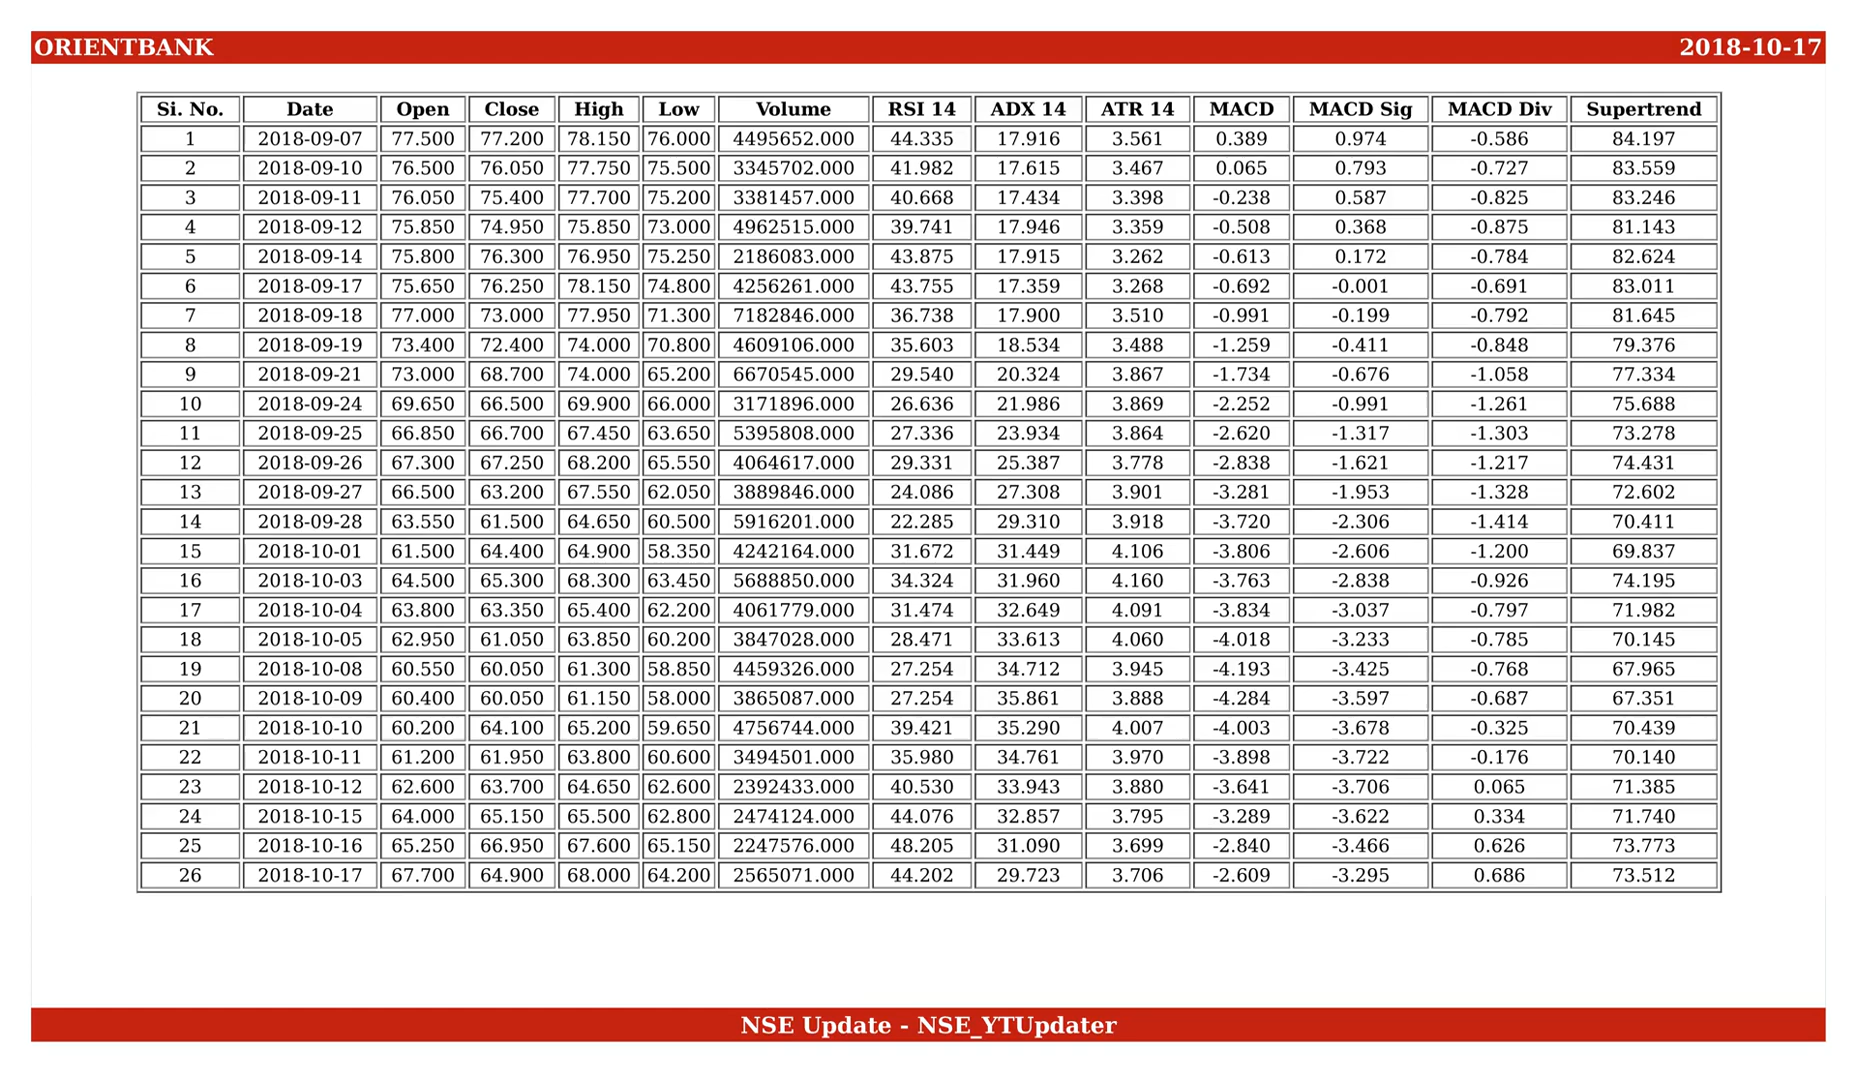 ORIENTBANK 2018-10-17
Si. No. Date Open Close High Low Volume RSI 14 ADX 14 ATR 14 MACD MACD Sig MACD Div Supertrend
1 2018-09-07 77.500 77.200 78.150 76.000 4495652.000 44.335 17.916 3.561 0.389 0.974 -0.586 84.197
2 2018-09-10 76.500 76.050 77.750 75.500 3345702.000 41.982 17.615 3.467 0.065 0.793 -0.727 83.559
3 2018-09-11 76.050 75.400 77.700 75.200 3381457.000 40.668 17.434 3.398 -0.238 0.587 -0.825 83.246
4 2018-09-12 75.850 74.950 75.850 73.000 4962515.000 39.741 17.946 3.359 -0.508 0.368 -0.875 81.143
5 2018-09-14 75.800 76.300 76.950 75.250 2186083.000 43.875 17.915 3.262 -0.613 0.172 -0.784 82.624
6 2018-09-17 75.650 76.250 78.150 74.800 4256261.000 43.755 17.359 3.268 -0.692 -0.001 -0.691 83.011
7 2018-09-18 77.000 73.000 77.950 71.300 7182846.000 36.738 17.900 3.510 -0.991 -0.199 -0.792 81.645
8 2018-09-19 73.400 72.400 74.000 70.800 4609106.000 35.603 18.534 3.488 -1.259 -0.411 -0.848 79.376
9 2018-09-21 73.000 68.700 74.000 65.200 6670545.000 29.540 20.324 3.867 -1.734 -0.676 -1.058 77.334
10 2018-09-24 69.650 66.500 69.900 66.000 3171896.000 26.636 21.986 3.869 -2.252 -0.991 -1.261 75.688
11 2018-09-25 66.850 66.700 67.450 63.650 5395808.000 27.336 23.934 3.864 -2.620 -1.317 -1.303 73.278
12 2018-09-26 67.300 67.250 68.200 65.550 4064617.000 29.331 25.387 3.778 -2.838 -1.621 -1.217 74.431
13 2018-09-27 66.500 63.200 67.550 62.050 3889846.000 24.086 27.308 3.901 -3.281 -1.953 -1.328 72.602
14 2018-09-28 63.550 61.500 64.650 60.500 5916201.000 22.285 29.310 3.918 -3.720 -2.306 -1.414 70.411
15 2018-10-01 61.500 64.400 64.900 58.350 4242164.000 31.672 31.449 4.106 -3.806 -2.606 -1.200 69.837
16 2018-10-03 64.500 65.300 68.300 63.450 5688850.000 34.324 31.960 4.160 -3.763 -2.838 -0.926 74.195
17 2018-10-04 63.800 63.350 65.400 62.200 4061779.000 31.474 32.649 4.091 -3.834 -3.037 -0.797 71.982
18 2018-10-05 62.950 61.050 63.850 60.200 3847028.000 28.471 33.613 4.060 -4.018 -3.233 -0.785 70.145
19 2018-10-08 60.550 60.050 61.300 58.850 4459326.000 27.254 34.712 3.945 -4.193 -3.425 -0.768 67.965
20 2018-10-09 60.400 60.050 61.150 58.000 3865087.000 27.254 35.861 3.888 -4.284 -3.597 -0.687 67.351
21 2018-10-10 60.200 64.100 65.200 59.650 4756744.000 39.421 35.290 4.007 -4.003 -3.678 -0.325 70.439
22 2018-10-11 61.200 61.950 63.800 60.600 3494501.000 35.980 34.761 3.970 -3.898 -3.722 -0.176 70.140
23 2018-10-12 62.600 63.700 64.650 62.600 2392433.000 40.530 33.943 3.880 -3.641 -3.706 0.065 71.385
24 2018-10-15 64.000 65.150 65.500 62.800 2474124.000 44.076 32.857 3.795 -3.289 -3.622 0.334 71.740
25 2018-10-16 65.250 66.950 67.600 65.150 2247576.000 48.205 31.090 3.699 -2.840 -3.466 0.626 73.773
26 2018-10-17 67.700 64.900 68.000 64.200 2565071.000 44.202 29.723 3.706 -2.609 -3.295 0.686 73.512
NSE Update - NSE_YTUpdater